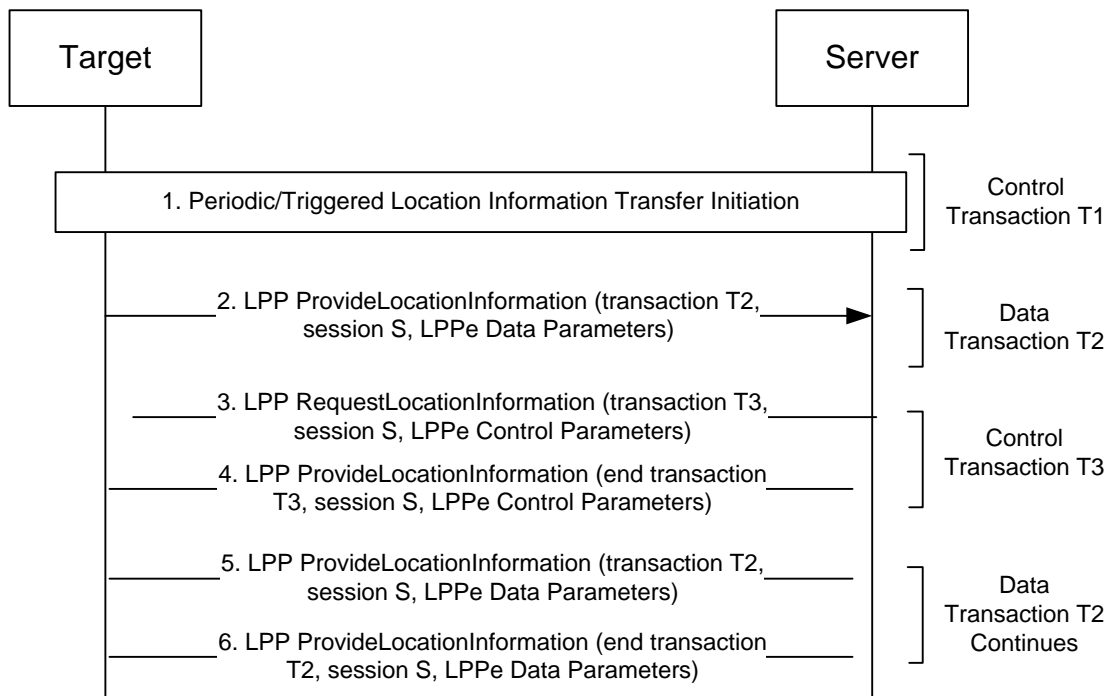 Target
Server
1. Periodic/Triggered Location Information Transfer Initiation
Control
Transaction T1
2. LPP ProvideLocationInformation (transaction T2,
session S, LPPe Data Parameters)
Data
Transaction T2
3. LPP RequestLocationInformation (transaction T3,
session S, LPPe Control Parameters)
Control
Transaction T3
4. LPP ProvideLocationInformation (end transaction
T3, session S, LPPe Control Parameters)
5. LPP ProvideLocationInformation (transaction T2,
session S, LPPe Data Parameters)
Data
Transaction T2
Continues
6. LPP ProvideLocationInformation (end transaction
T2, session S, LPPe Data Parameters)